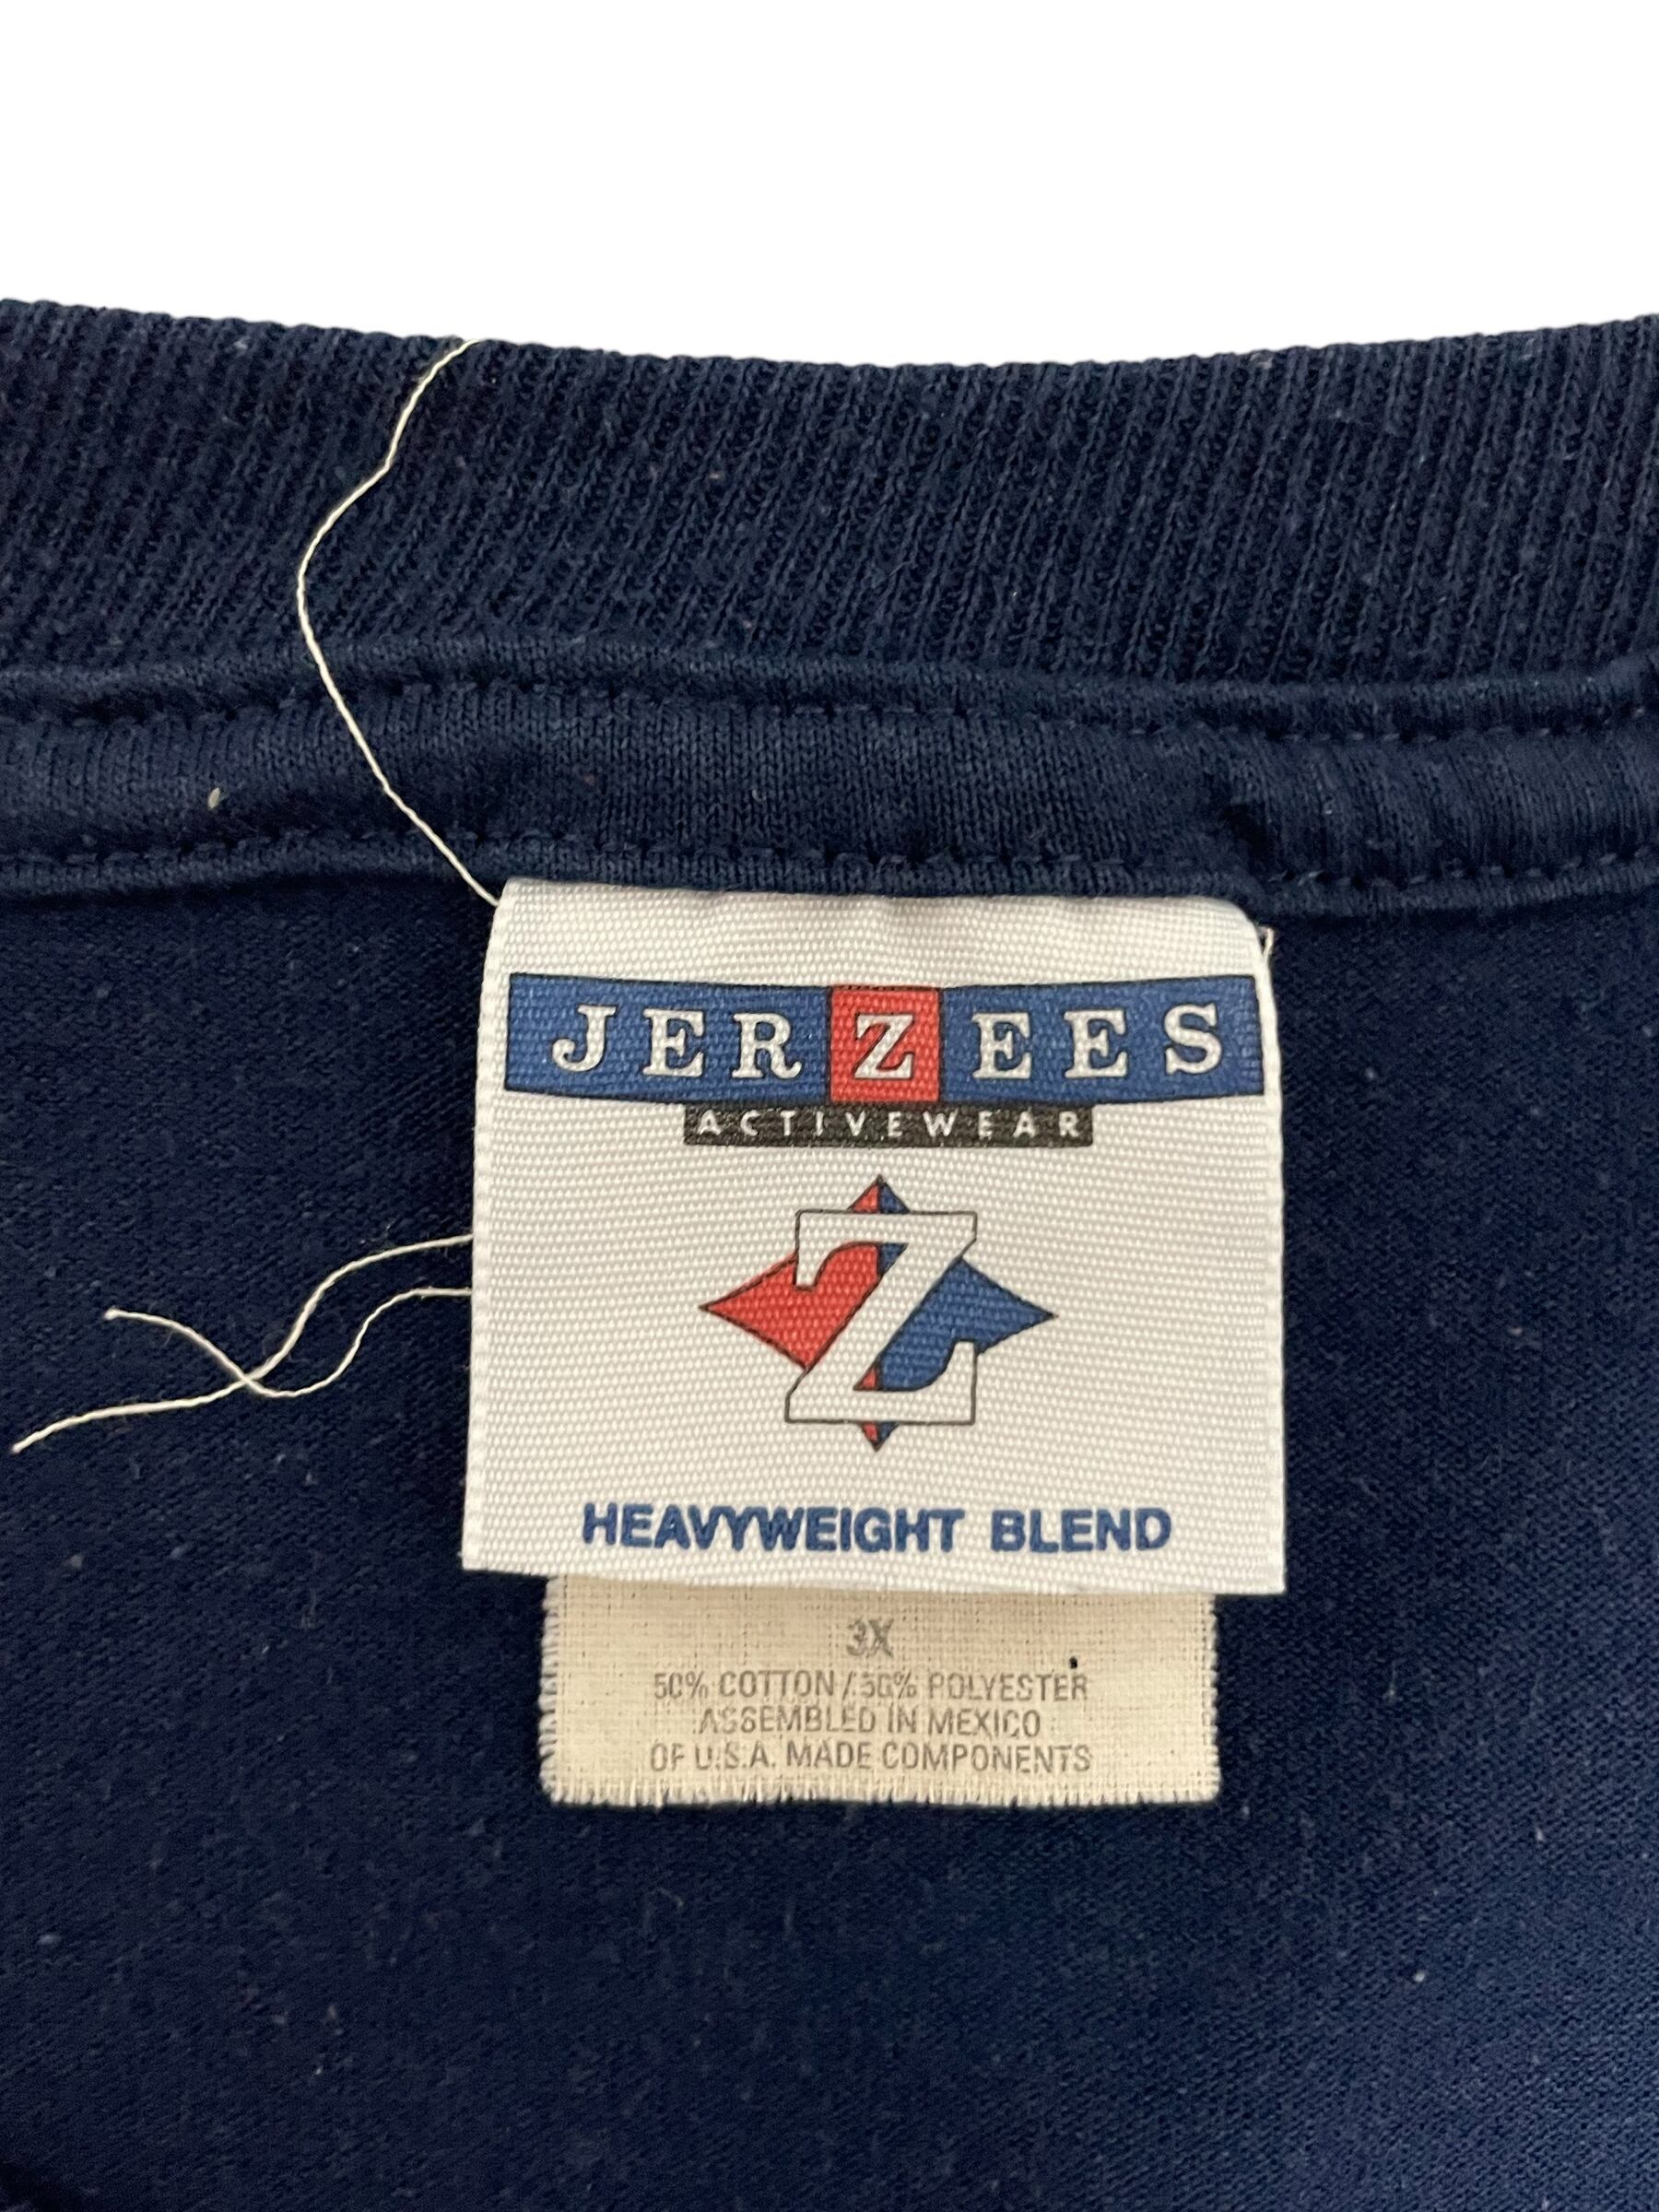 JERZEES
ACTIVEWEAR
Z
HEAVYWEIGHT BLEND
3X
50% COTTON / 50% POLYESTER
ASSEMBLED IN MEXICO
OF U.S.A. MADE COMPONENTS